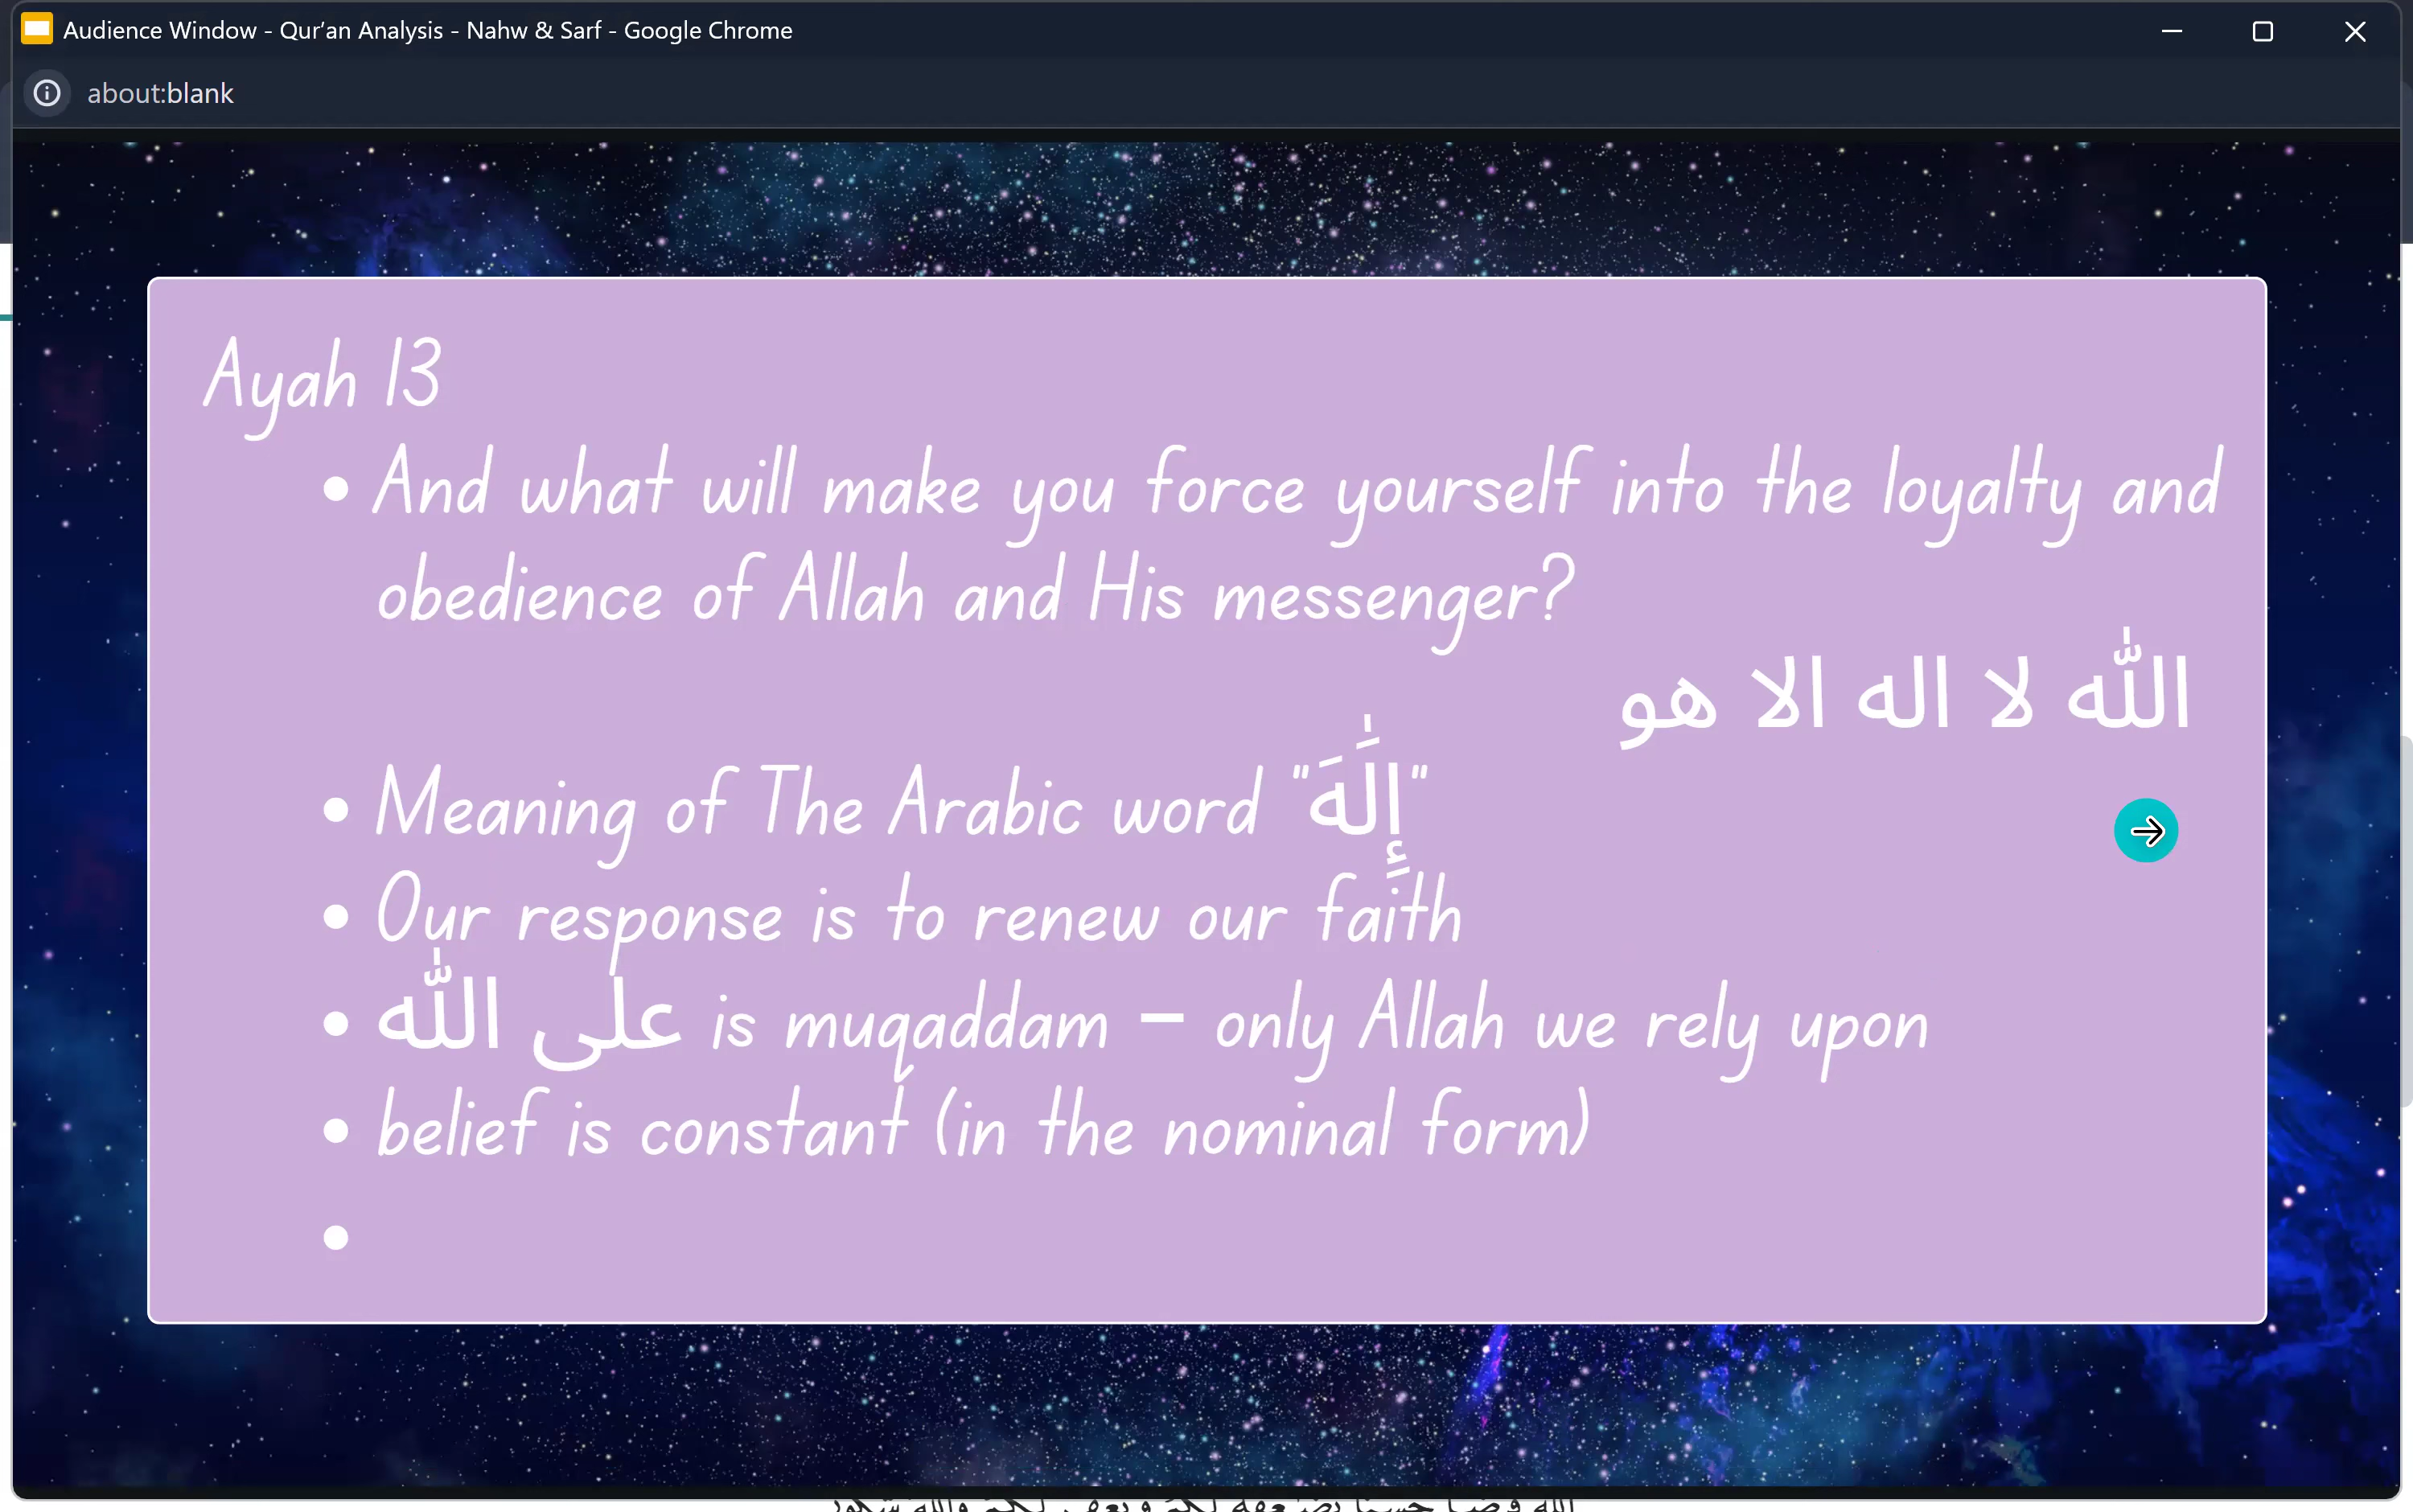 Audience Window - Qur'an Analysis - Nahw & Sarf - Google Chrome
about:blank
Ayah 13
• And what will make you force yourself into the loyalty and
obedience of Allah and His messenger?
الله لا اله الا هو
• Meaning of The Arabic word "إِلَٰهَ"
• Our response is to renew our faith
• على الله is muqaddam – only Allah we rely upon
• belief is constant (in the nominal form)
•